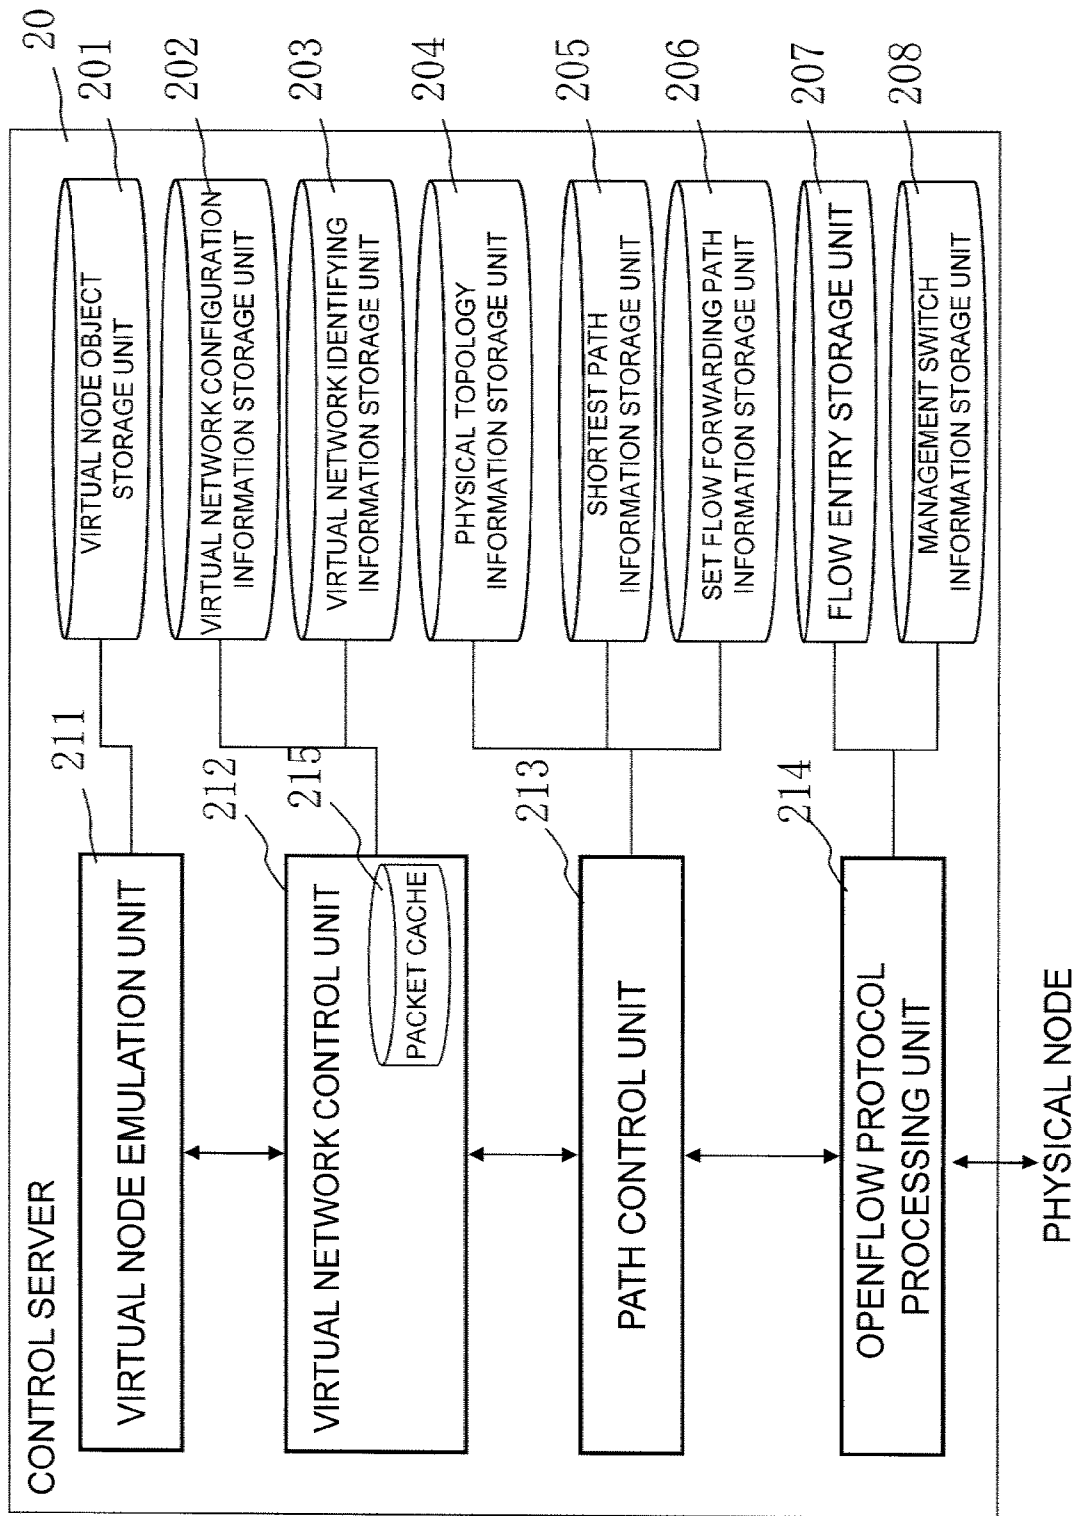 CONTROL SERVER
20
VIRTUAL NODE EMULATION UNIT
211
VIRTUAL NODE OBJECT
STORAGE UNIT
201
VIRTUAL NETWORK CONTROL UNIT
212
PACKET CACHE
215
VIRTUAL NETWORK CONFIGURATION
INFORMATION STORAGE UNIT
202
VIRTUAL NETWORK IDENTIFYING
INFORMATION STORAGE UNIT
203
PATH CONTROL UNIT
213
PHYSICAL TOPOLOGY
INFORMATION STORAGE UNIT
204
SHORTEST PATH
INFORMATION STORAGE UNIT
205
SET FLOW FORWARDING PATH
INFORMATION STORAGE UNIT
206
OPENFLOW PROTOCOL
PROCESSING UNIT
214
FLOW ENTRY STORAGE UNIT
207
MANAGEMENT SWITCH
INFORMATION STORAGE UNIT
208
PHYSICAL NODE